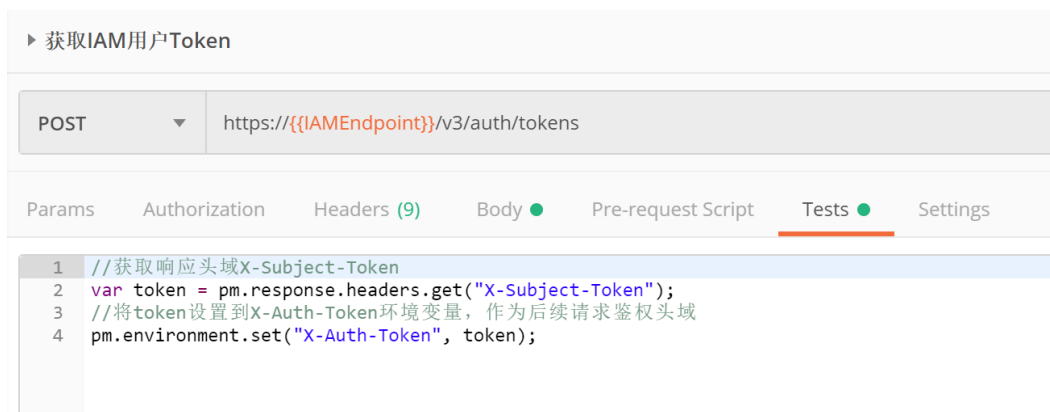 获取IAM用户Token
POST https://{{IAMEndpoint}}/v3/auth/tokens
Params Authorization Headers (9) Body Pre-request Script Tests Settings
1 //获取响应头域X-Subject-Token
2 var token = pm.response.headers.get("X-Subject-Token");
3 //将token设置到X-Auth-Token环境变量，作为后续请求鉴权头域
4 pm.environment.set("X-Auth-Token", token);